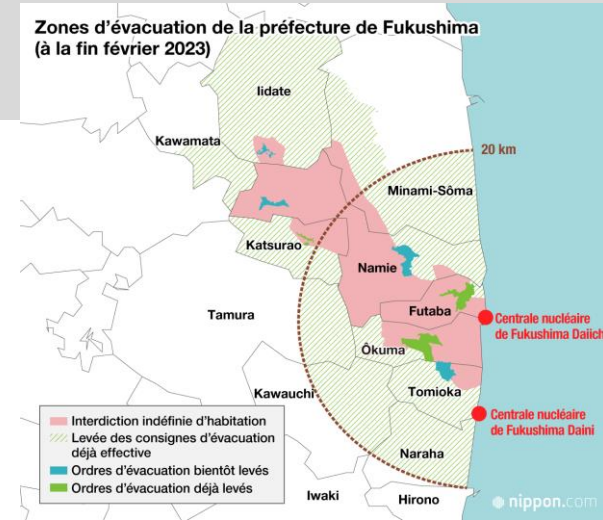 Zones d'évacuation de la préfecture de Fukushima
(à la fin février 2023)
Iidate
Kawamata
20 km
Minami-Sôma
Katsurao
Namie
Tamura
Futaba
Centrale nucléaire
de Fukushima Daiich
Ôkuma
Kawauchi
Tomioka
Centrale nucléaire
de Fukushima Daini
Naraha
Interdiction indéfinie d'habitation
Levée des consignes d'évacuation
déjà effective
Ordres d'évacuation bientôt levés
Ordres d'évacuation déjà levés
Iwaki
Hirono
nippon.com